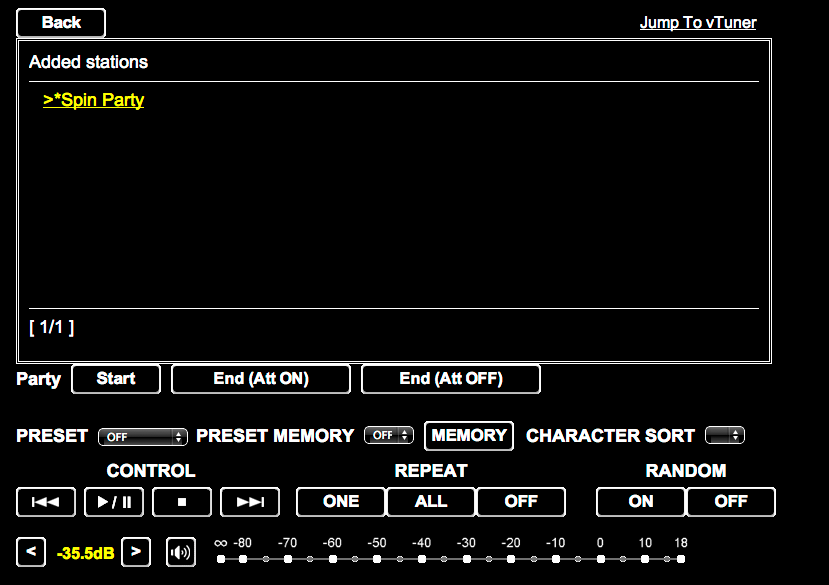 Back Jump To vTuner
Added stations
>*Spin Party
[ 1/1 ]
Party Start End (Att ON) End (Att OFF)
PRESET OFF PRESET MEMORY OFF MEMORY CHARACTER SORT
CONTROL REPEAT RANDOM
ONE ALL OFF ON OFF
< -35.5dB > ∞ -80 -70 -60 -50 -40 -30 -20 -10 0 10 18